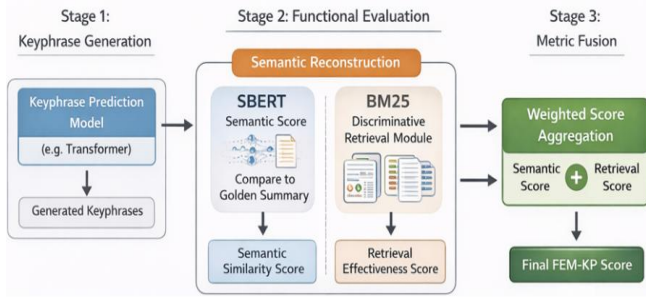 Stage 1:
Keyphrase Generation
Keyphrase Prediction
Model
(e.g. Transformer)
Generated Keyphrases
Stage 2: Functional Evaluation
Semantic Reconstruction
SBERT
Semantic Score
Compare to
Golden Summary
Semantic
Similarity Score
BM25
Discriminative
Retrieval Module
Retrieval
Effectiveness Score
Stage 3:
Metric Fusion
Weighted Score
Aggregation
Semantic
Score
+
Retrieval
Score
Final FEM-KP Score